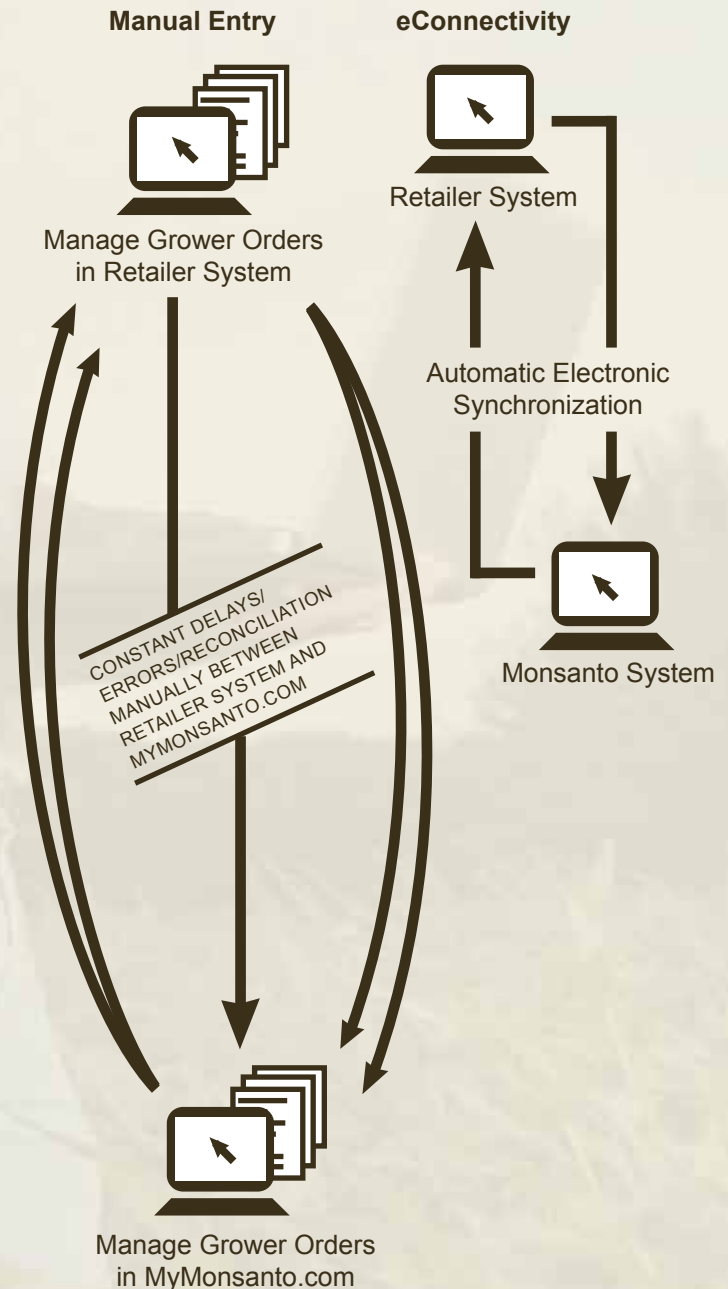 Manual Entry
eConnectivity
Manage Grower Orders
in Retailer System
Retailer System
Automatic Electronic
Synchronization
CONSTANT DELAYS/
ERRORS/RECONCILIATION
MANUALLY BETWEEN
RETAILER SYSTEM AND
MYMONSANTO.COM
Monsanto System
Manage Grower Orders
in MyMonsanto.com